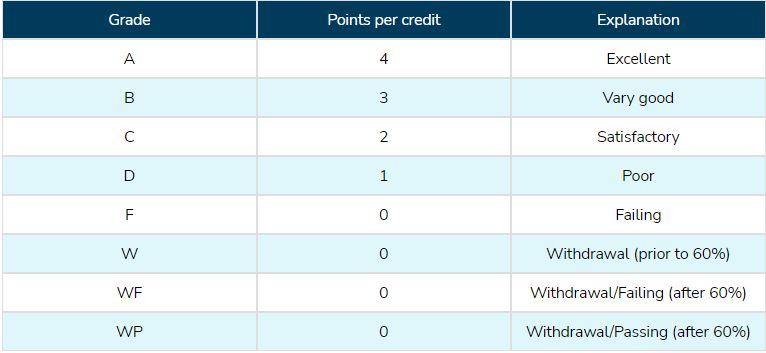 Grade Points per credit Explanation
A 4 Excellent
B 3 Vary good
C 2 Satisfactory
D 1 Poor
F 0 Failing
W 0 Withdrawal (prior to 60%)
WF 0 Withdrawal/Failing (after 60%)
WP 0 Withdrawal/Passing (after 60%)